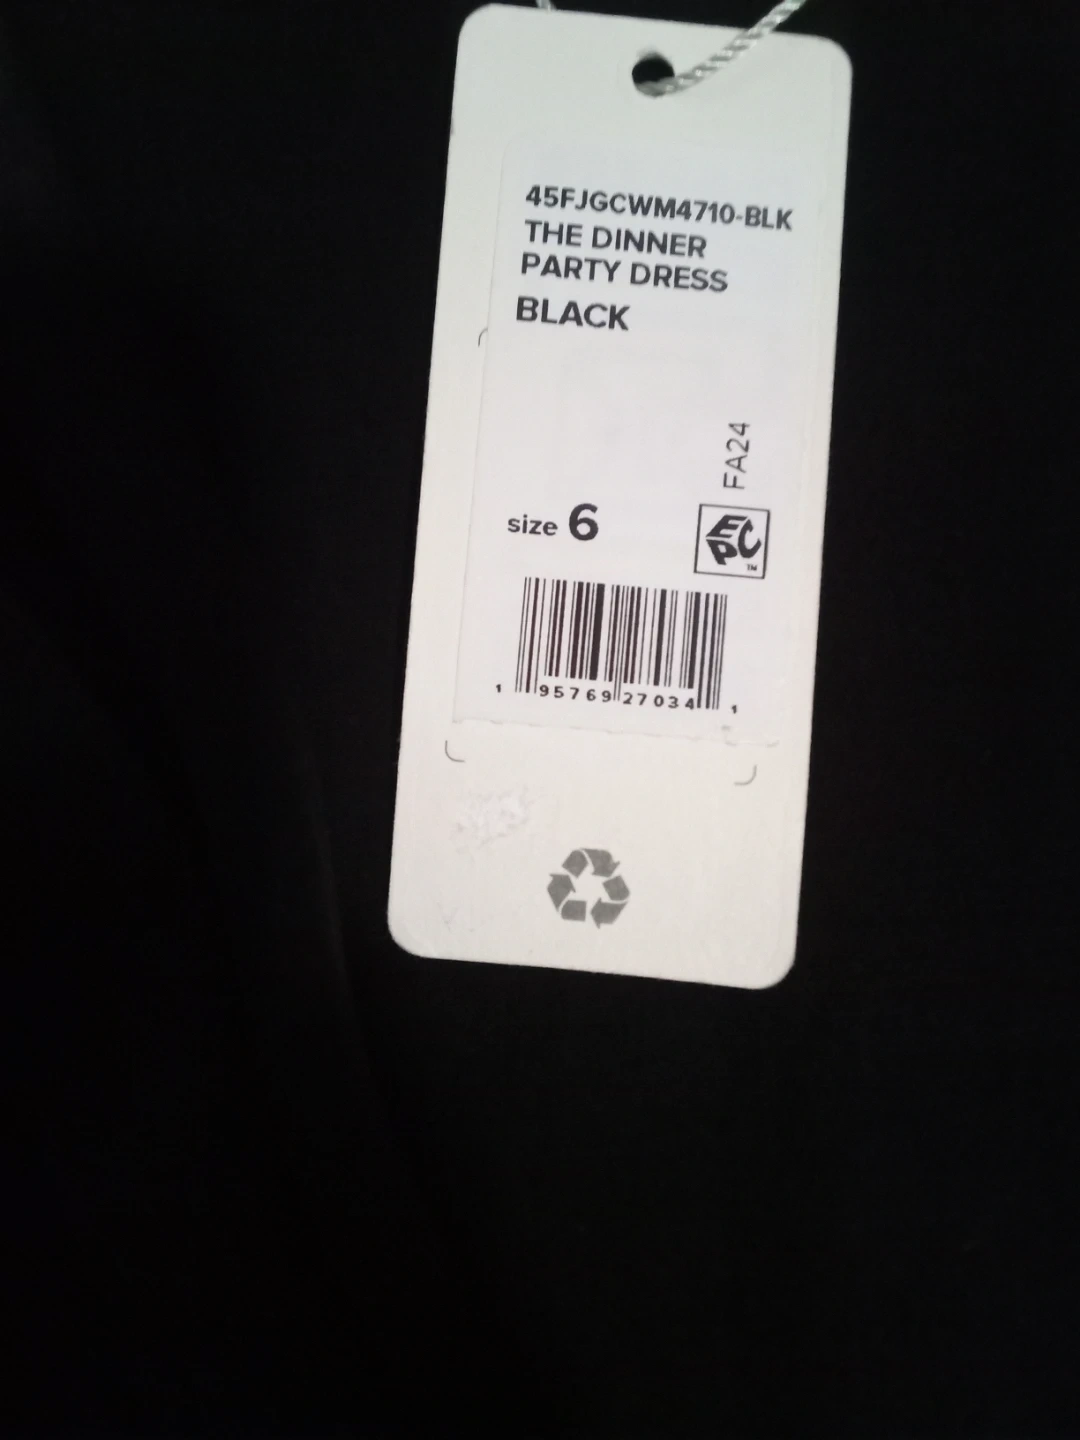 45FJGCWM4710-BLK
THE DINNER
PARTY DRESS
BLACK
FA24
size 6
EPC
TM
1 95769 27034 1